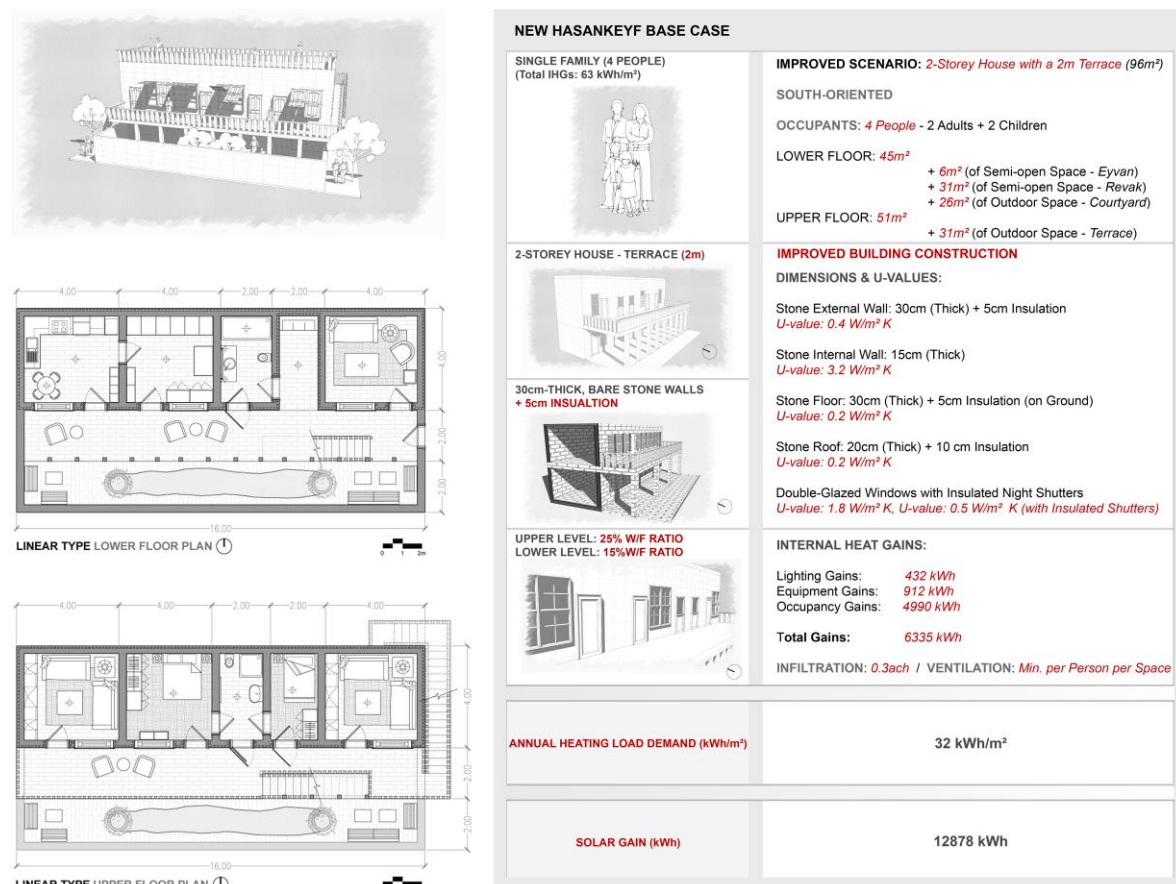 4.00
4.00
2.00
2.00
4.00
4.00
2.00
2.00
16.00
LINEAR TYPE LOWER FLOOR PLAN
0 1 2m
4.00
4.00
2.00
2.00
4.00
4.00
2.00
2.00
16.00
LINEAR TYPE UPPER FLOOR PLAN
NEW HASANKEYF BASE CASE
SINGLE FAMILY (4 PEOPLE)
(Total IHGs: 63 kWh/m²)
IMPROVED SCENARIO: 2-Storey House with a 2m Terrace (96m²)
SOUTH-ORIENTED
OCCUPANTS: 4 People - 2 Adults + 2 Children
LOWER FLOOR: 45m²
+ 6m² (of Semi-open Space - Eyvan)
+ 31m² (of Semi-open Space - Revak)
+ 26m² (of Outdoor Space - Courtyard)
UPPER FLOOR: 51m²
+ 31m² (of Outdoor Space - Terrace)
2-STOREY HOUSE - TERRACE (2m)
30cm-THICK, BARE STONE WALLS
+ 5cm INSUALTION
IMPROVED BUILDING CONSTRUCTION
DIMENSIONS & U-VALUES:
Stone External Wall: 30cm (Thick) + 5cm Insulation
U-value: 0.4 W/m² K
Stone Internal Wall: 15cm (Thick)
U-value: 3.2 W/m² K
Stone Floor: 30cm (Thick) + 5cm Insulation (on Ground)
U-value: 0.2 W/m² K
Stone Roof: 20cm (Thick) + 10 cm Insulation
U-value: 0.2 W/m² K
Double-Glazed Windows with Insulated Night Shutters
U-value: 1.8 W/m² K, U-value: 0.5 W/m² K (with Insulated Shutters)
UPPER LEVEL: 25% W/F RATIO
LOWER LEVEL: 15%W/F RATIO
INTERNAL HEAT GAINS:
Lighting Gains: 432 kWh
Equipment Gains: 912 kWh
Occupancy Gains: 4990 kWh
Total Gains: 6335 kWh
INFILTRATION: 0.3ach / VENTILATION: Min. per Person per Space
ANNUAL HEATING LOAD DEMAND (kWh/m²)
32 kWh/m²
SOLAR GAIN (kWh)
12878 kWh